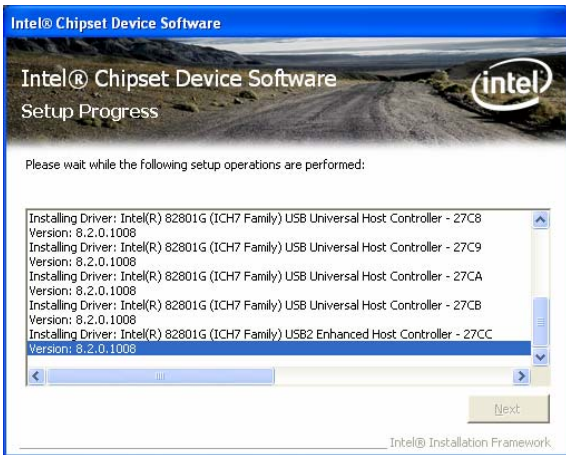 Intel® Chipset Device Software
Intel® Chipset Device Software
intel
Setup Progress
Please wait while the following setup operations are performed:
Installing Driver: Intel(R) 82801G (ICH7 Family) USB Universal Host Controller - 27C8
Version: 8.2.0.1008
Installing Driver: Intel(R) 82801G (ICH7 Family) USB Universal Host Controller - 27C9
Version: 8.2.0.1008
Installing Driver: Intel(R) 82801G (ICH7 Family) USB Universal Host Controller - 27CA
Version: 8.2.0.1008
Installing Driver: Intel(R) 82801G (ICH7 Family) USB Universal Host Controller - 27CB
Version: 8.2.0.1008
Installing Driver: Intel(R) 82801G (ICH7 Family) USB2 Enhanced Host Controller - 27CC
Version: 8.2.0.1008
Next
Intel® Installation Framework